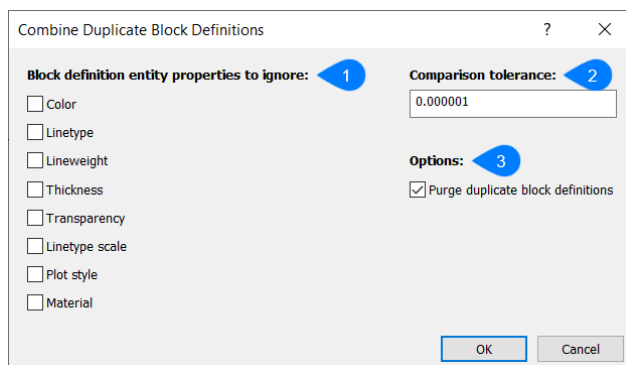 Combine Duplicate Block Definitions ?
Block definition entity properties to ignore: 1
Color
Linetype
Lineweight
Thickness
Transparency
Linetype scale
Plot style
Material
Comparison tolerance: 2
0.000001
Options: 3
Purge duplicate block definitions
OK
Cancel